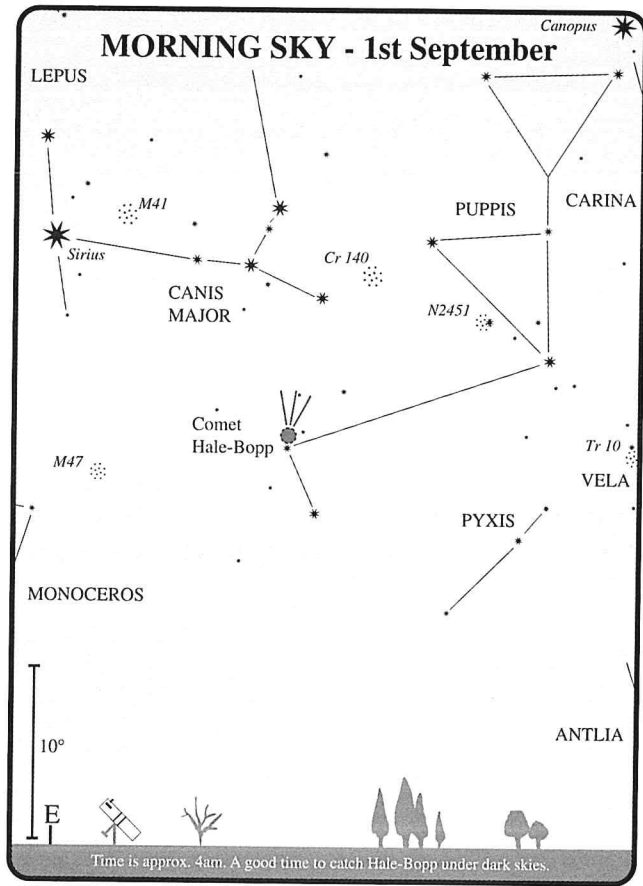 Canopus
MORNING SKY - 1st September
LEPUS
M41
PUPPIS
CARINA
Sirius
Cr 140
CANIS
MAJOR
N2451
Comet
Hale-Bopp
M47
Tr 10
VELA
PYXIS
MONOCEROS
ANTLIA
10°
E
Time is approx. 4am. A good time to catch Hale-Bopp under dark skies.